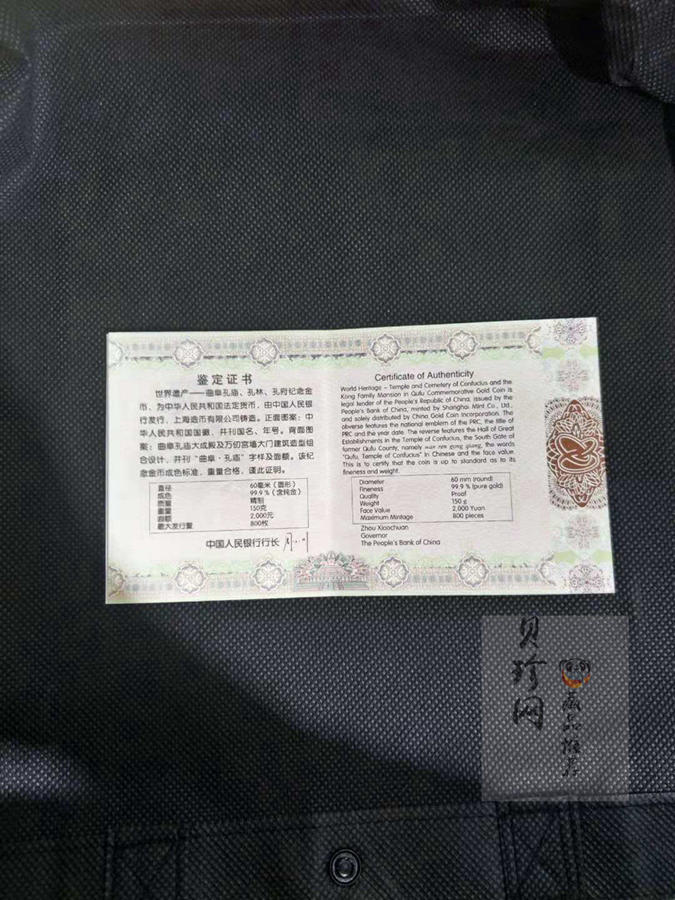 鉴定证书
世界遗产——曲阜孔庙、孔林、孔府纪念金
币，为中华人民共和国法定货币，由中国人民银
行发行，上海造币有限公司铸造。正面图案：中
华人民共和国国徽，并刊国名、年号。背面图
案：曲阜孔庙大成殿及万仞宫墙大门建筑造型组
合设计，并刊“曲阜·孔庙”字样及面额。该纪
念金币成色标准，重量合格，谨此证明。
直径 60毫米（圆形）
成色 99.9％（含纯金）
质量 精制
重量 150克
面额 2,000元
最大发行量 800枚
中国人民银行行长
Certificate of Authenticity
World Heritage – Temple and Cemetery of Confucius and the
Kong Family Mansion in Qufu Commemorative Gold Coin is
legal tender of the People's Republic of China, issued by the
People's Bank of China, minted by Shanghai Mint Co., Ltd.,
and solely distributed by China Gold Coin Incorporation. The
obverse features the national emblem of the PRC, the title of
PRC and the year date. The reverse features the Hall of Great
Establishments in the Temple of Confucius, the South Gate of
former Qufu County, namely wan ren gong qiang, the words
"Qufu, Temple of Confucius" in Chinese and the face value.
This is to certify that the coin is up to standard as to its
fineness and weight.
Diameter 60 mm (round)
Fineness 99.9 % (pure gold)
Quality Proof
Weight 150 g
Face Value 2,000 Yuan
Maximum Mintage 800 pieces
Zhou Xiaochuan
Governor
The People's Bank of China
贝珍网
藏品推荐